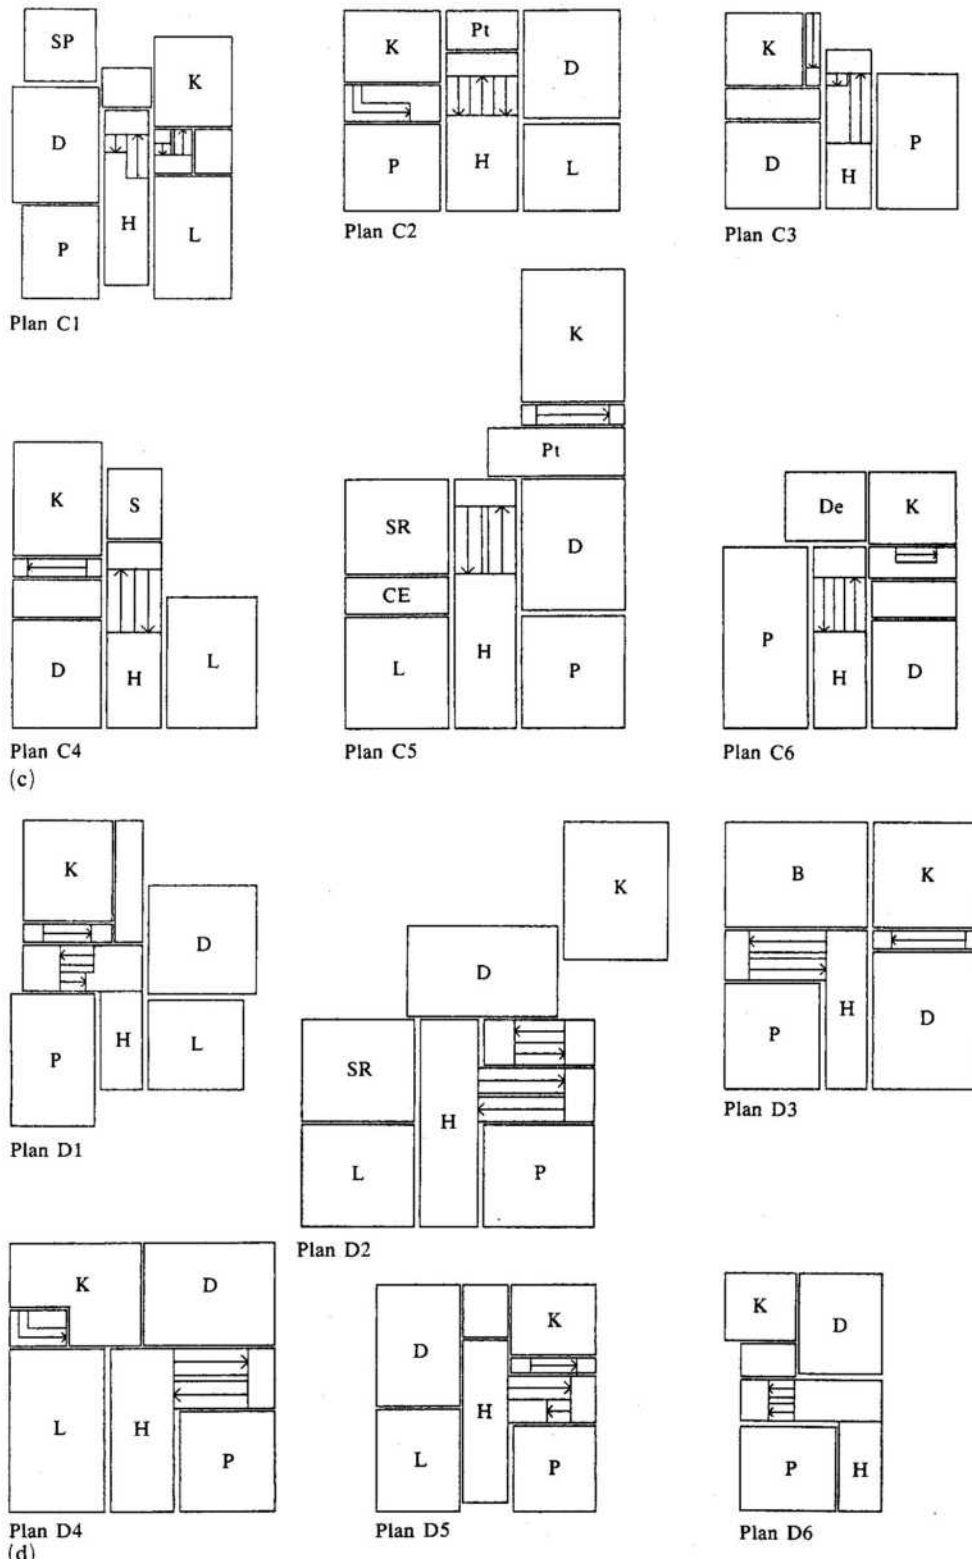 SP
K
D
H
P
L
Plan C1
K
Pt
D
P
H
L
Plan C2
K
D
H
P
Plan C3
K
S
D
H
L
Plan C4
(c)
K
Pt
SR
D
CE
L
H
P
Plan C5
De
K
P
H
D
Plan C6
K
D
P
H
L
Plan D1
K
D
SR
H
L
P
Plan D2
B
K
P
H
D
Plan D3
K
D
L
H
P
Plan D4
(d)
D
K
H
L
P
Plan D5
K
D
P
H
Plan D6